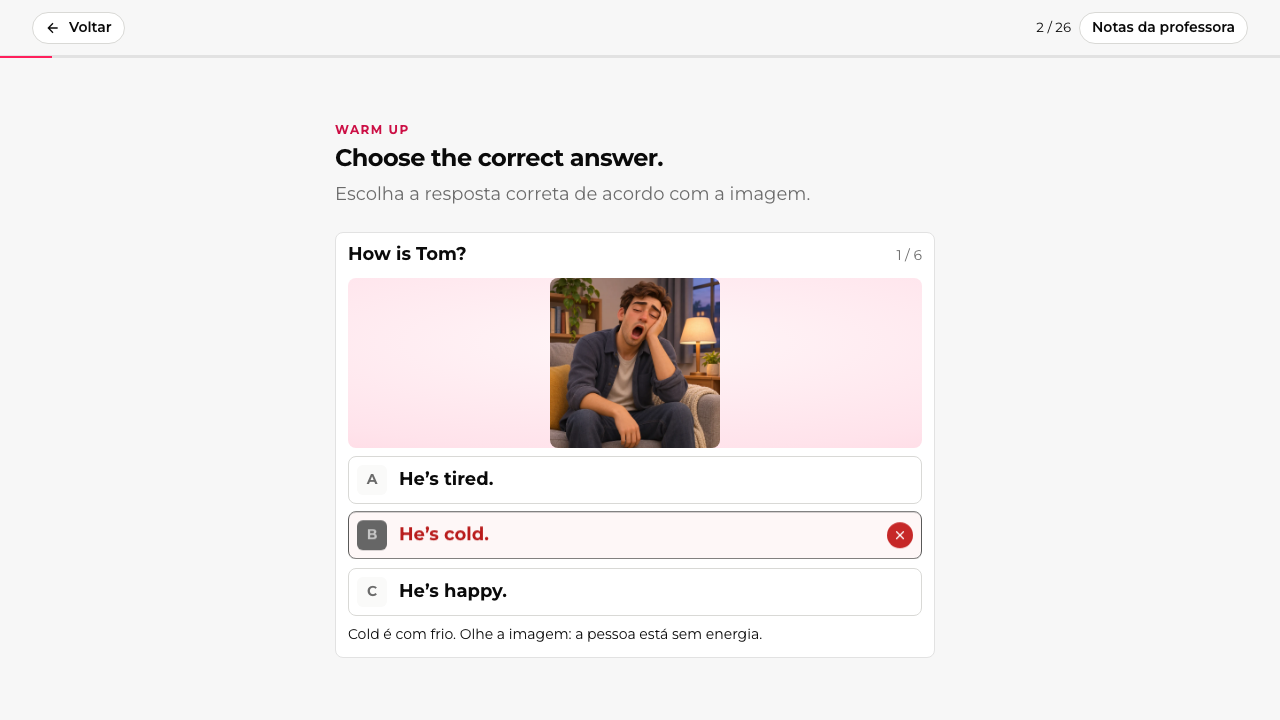 Voltar
2 / 26
Notas da professora
WARM UP
Choose the correct answer.
Escolha a resposta correta de acordo com a imagem.
How is Tom?
1 / 6
A
He’s tired.
B
He’s cold.
C
He’s happy.
Cold é com frio. Olhe a imagem: a pessoa está sem energia.